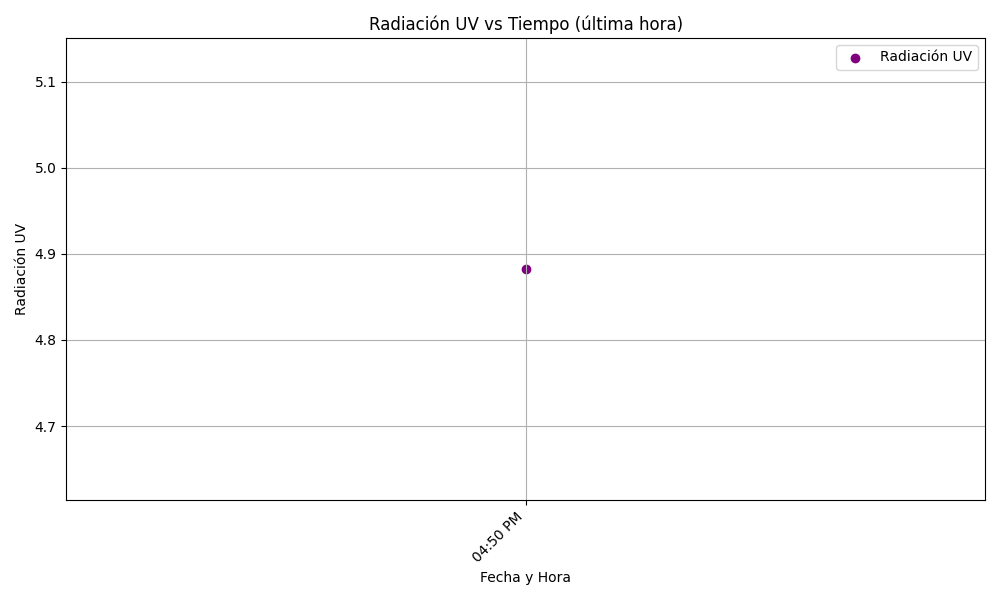 Radiación UV vs Tiempo (última hora)
Radiación UV
5.1
5.0
4.9
4.8
4.7
Radiación UV
04:50 PM
Fecha y Hora